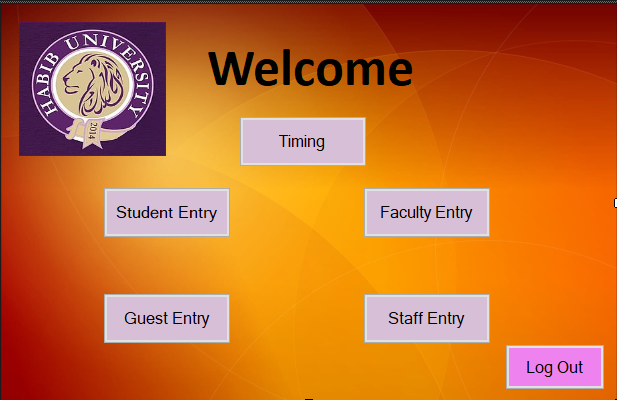 HABIB UNIVERSITY
2014
Welcome
Timing
Student Entry
Faculty Entry
Guest Entry
Staff Entry
Log Out